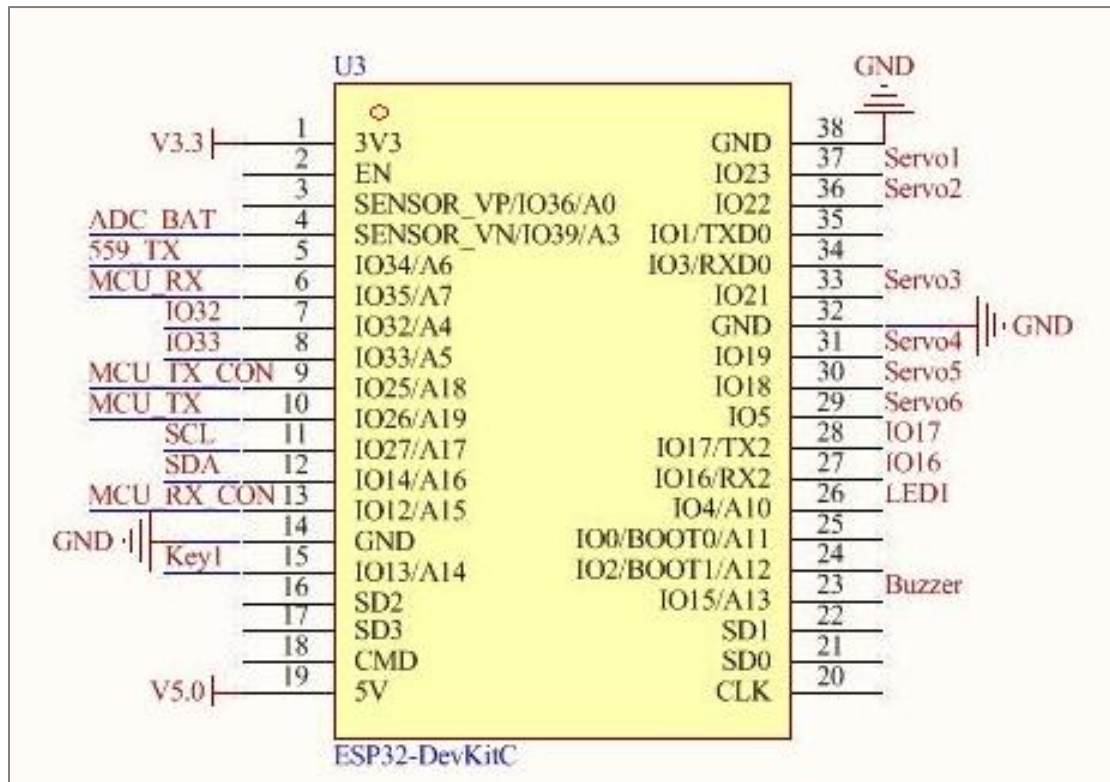 U3
GND
V3.3 1 3V3 GND 38
2 EN IO23 37 Servo1
3 SENSOR_VP/IO36/A0 IO22 36 Servo2
ADC_BAT 4 SENSOR_VN/IO39/A3 IO1/TXD0 35
559_TX 5 IO34/A6 IO3/RXD0 34
MCU_RX 6 IO35/A7 IO21 33 Servo3
IO32 7 IO32/A4 GND 32 GND
IO33 8 IO33/A5 IO19 31 Servo4
MCU_TX_CON 9 IO25/A18 IO18 30 Servo5
MCU_TX 10 IO26/A19 IO5 29 Servo6
SCL 11 IO27/A17 IO17/TX2 28 IO17
SDA 12 IO14/A16 IO16/RX2 27 IO16
MCU_RX_CON 13 IO12/A15 IO4/A10 26 LED1
GND 14 GND IO0/BOOT0/A11 25
Key1 15 IO13/A14 IO2/BOOT1/A12 24
16 SD2 IO15/A13 23 Buzzer
17 SD3 SD1 22
18 CMD SD0 21
V5.0 19 5V CLK 20
ESP32-DevKitC